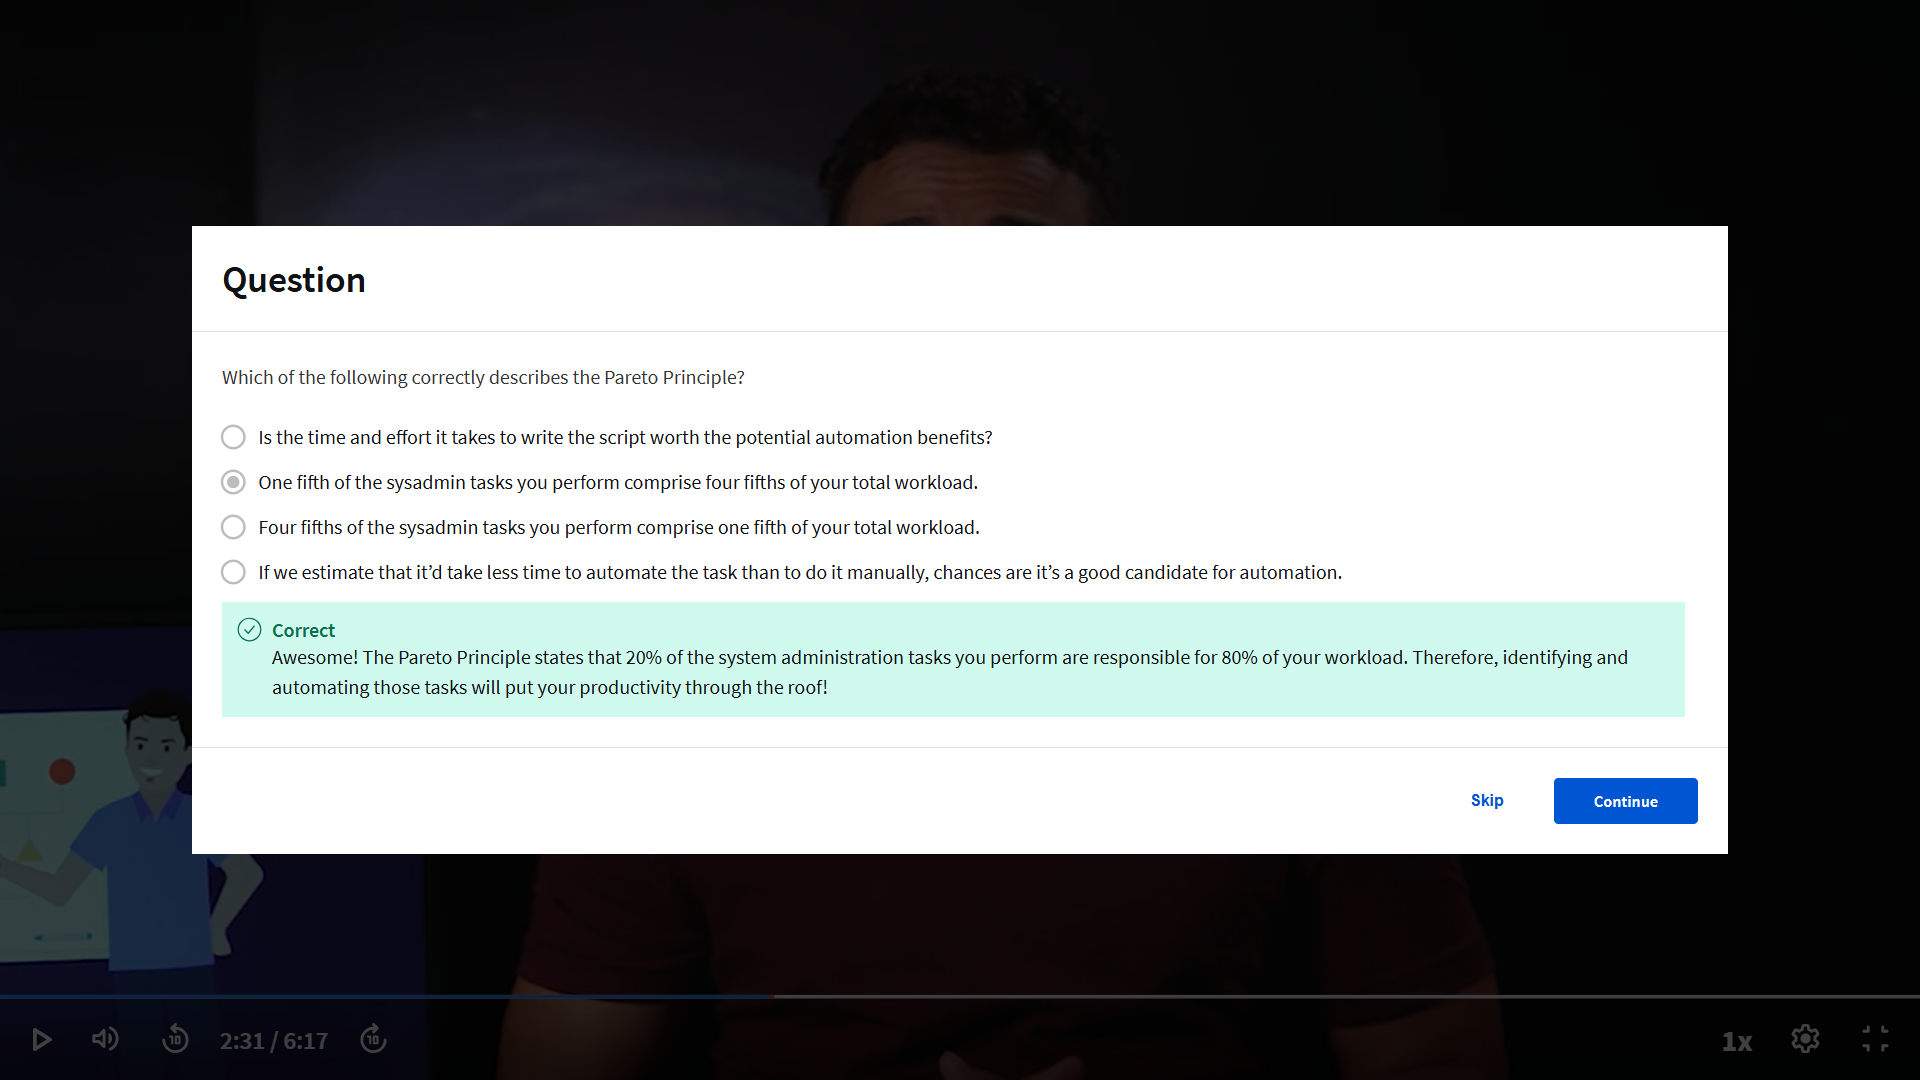 Question
Which of the following correctly describes the Pareto Principle?
Is the time and effort it takes to write the script worth the potential automation benefits?
One fifth of the sysadmin tasks you perform comprise four fifths of your total workload.
Four fifths of the sysadmin tasks you perform comprise one fifth of your total workload.
If we estimate that it’d take less time to automate the task than to do it manually, chances are it’s a good candidate for automation.
Correct
Awesome! The Pareto Principle states that 20% of the system administration tasks you perform are responsible for 80% of your workload. Therefore, identifying and
automating those tasks will put your productivity through the roof!
Skip
Continue
10
2:31 / 6:17
10
1x